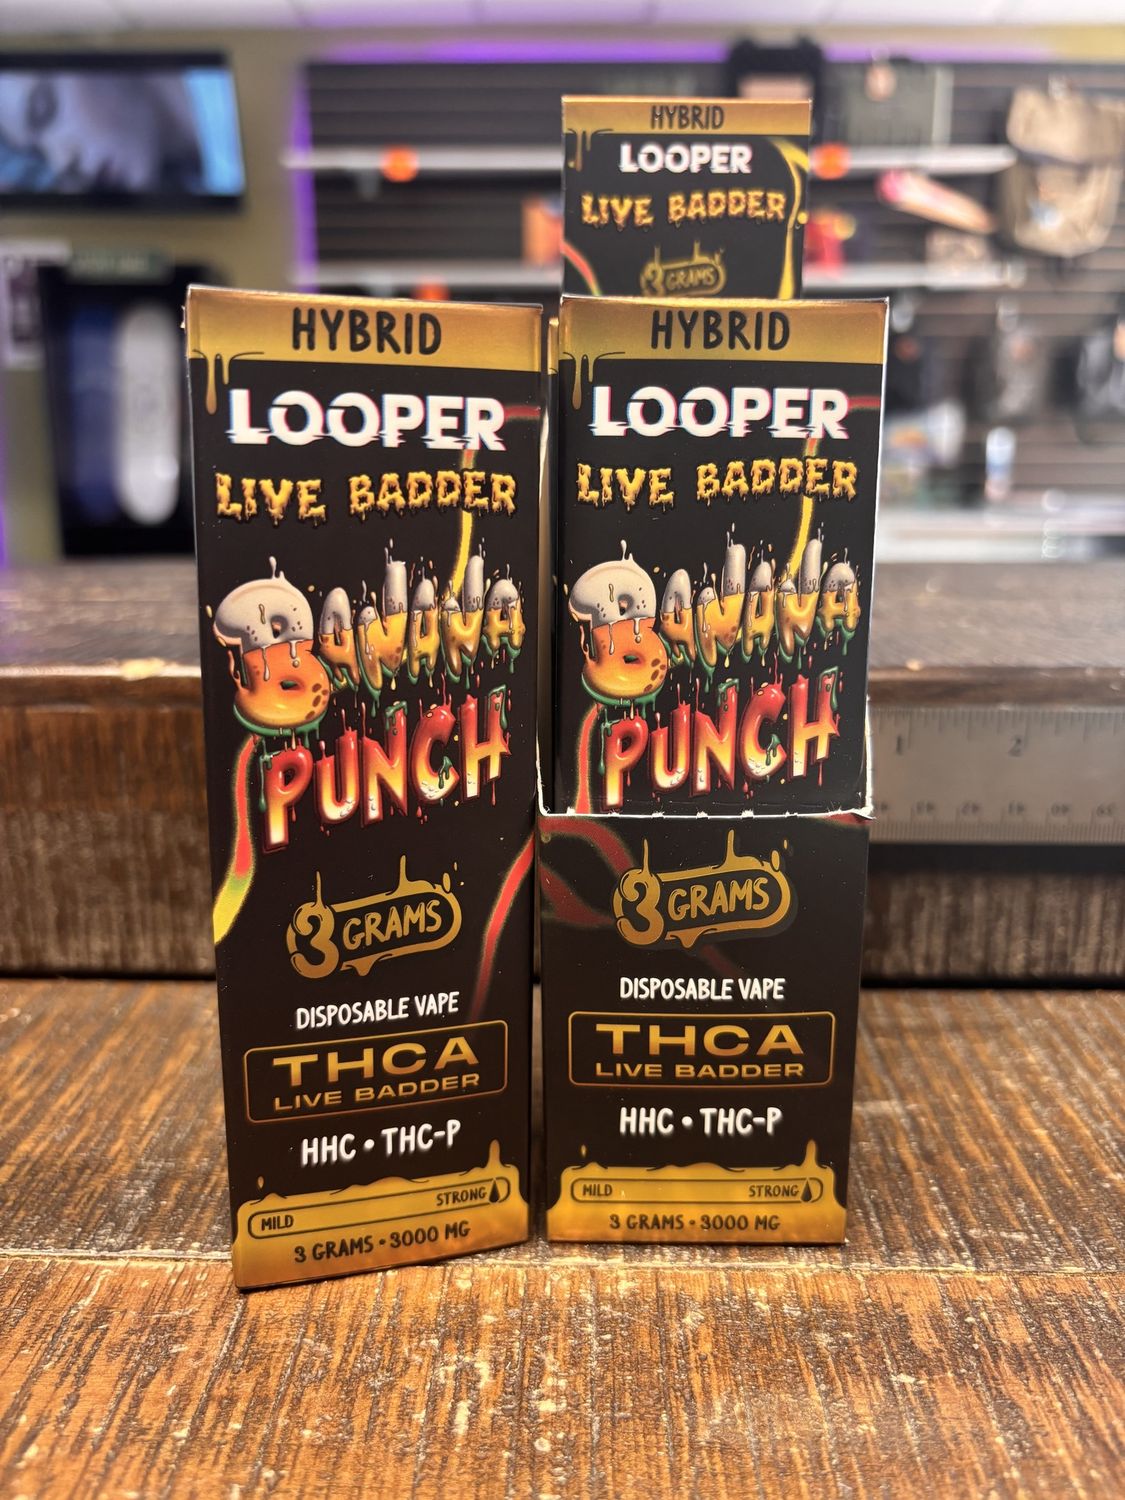 HYBRID
LOOPER
LIVE BADDER
3 GRAMS
HYBRID
LOOPER
LIVE BADDER
BANANA
PUNCH
3 GRAMS
DISPOSABLE VAPE
THCA
LIVE BADDER
HHC • THC-P
MILD STRONG
3 GRAMS • 3000 MG
HYBRID
LOOPER
LIVE BADDER
BANANA
PUNCH
3 GRAMS
DISPOSABLE VAPE
THCA
LIVE BADDER
HHC • THC-P
MILD STRONG
3 GRAMS • 3000 MG
1 2